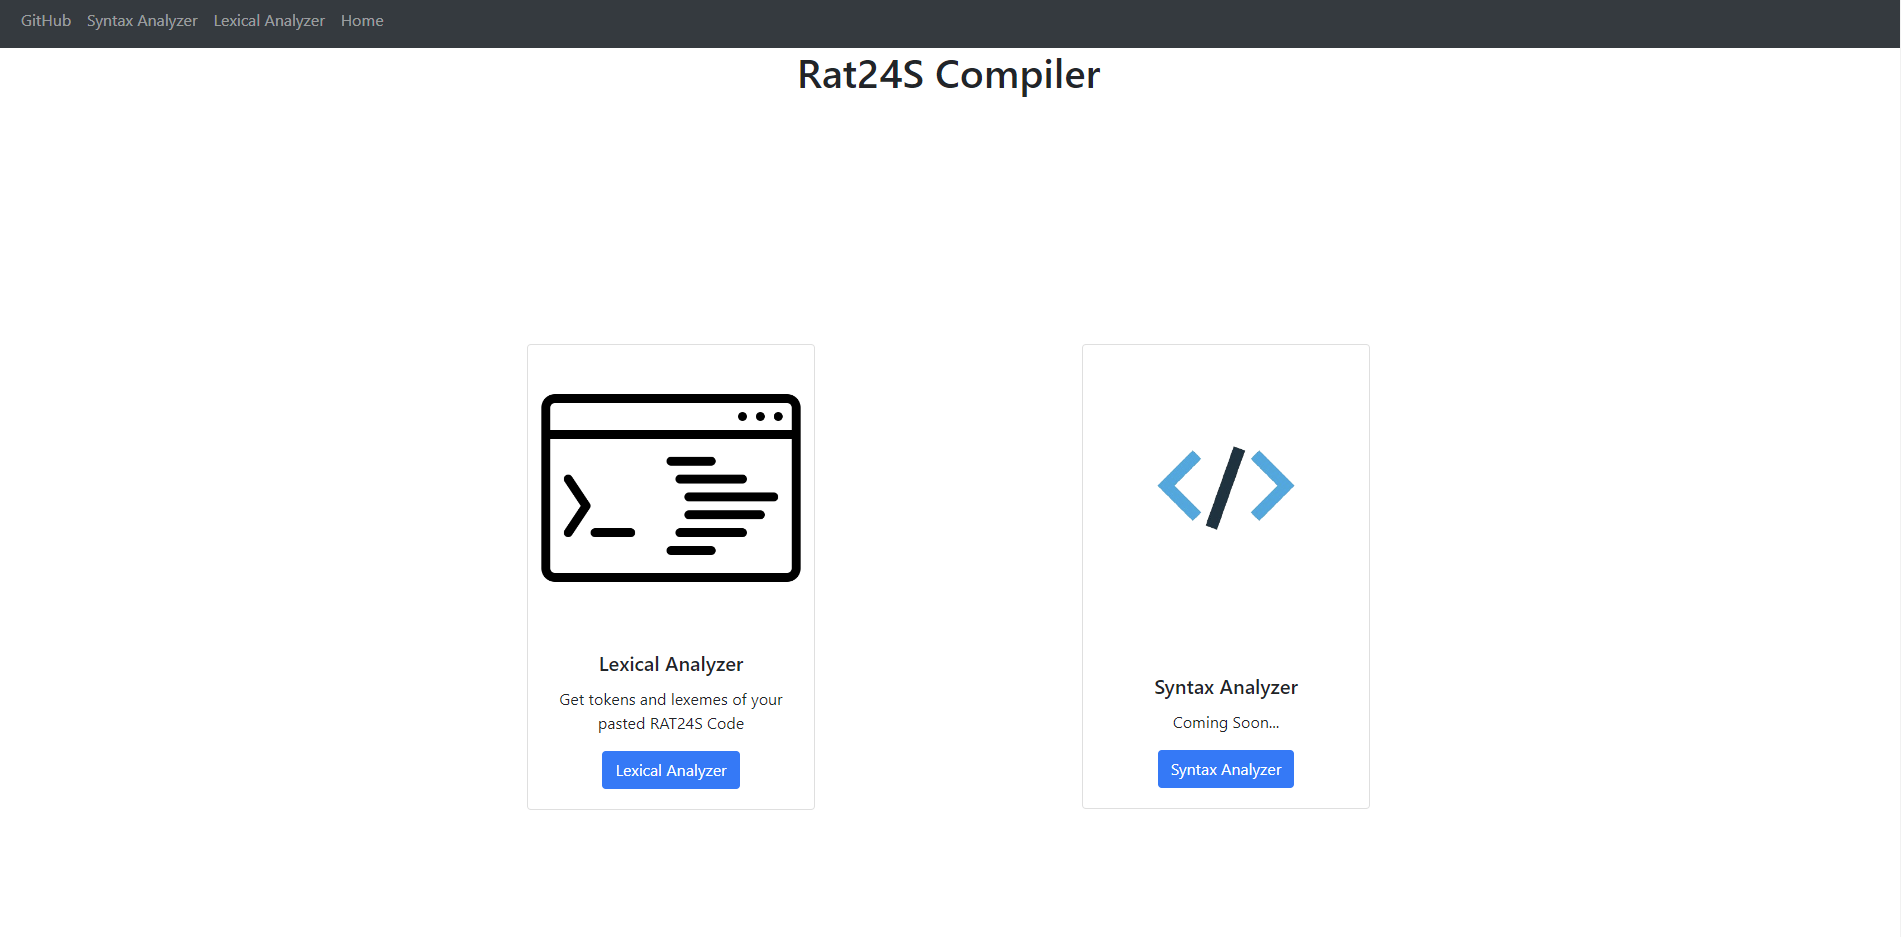 GitHub Syntax Analyzer Lexical Analyzer Home
Rat24S Compiler
Lexical Analyzer
Get tokens and lexemes of your
pasted RAT24S Code
Lexical Analyzer
Syntax Analyzer
Coming Soon...
Syntax Analyzer